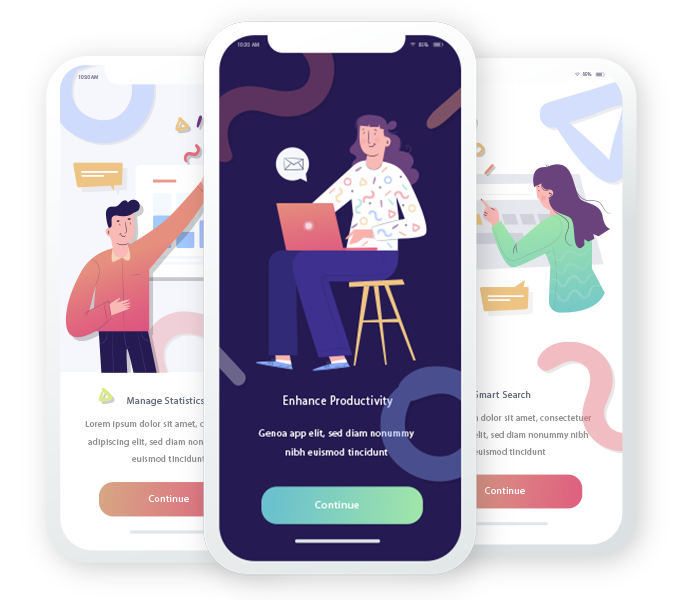 10:30 AM
Manage Statistics
Lorem ipsum dolor sit amet, con
adipiscing elit, sed diam non
euismod tincidunt
Continue
10:30 AM
85%
Enhance Productivity
Genoa app elit, sed diam nonummy
nibh euismod tincidunt
Continue
Smart Search
dolor sit amet, consectetuer
elit, sed diam nonummy nibh
euismod tincidunt
Continue